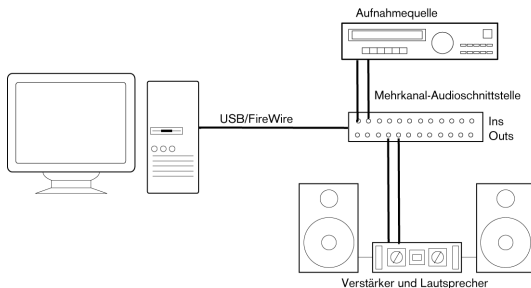 Aufnahmequelle
Mehrkanal-Audioschnittstelle
USB/FireWire
Ins
Outs
Verstärker und Lautsprecher